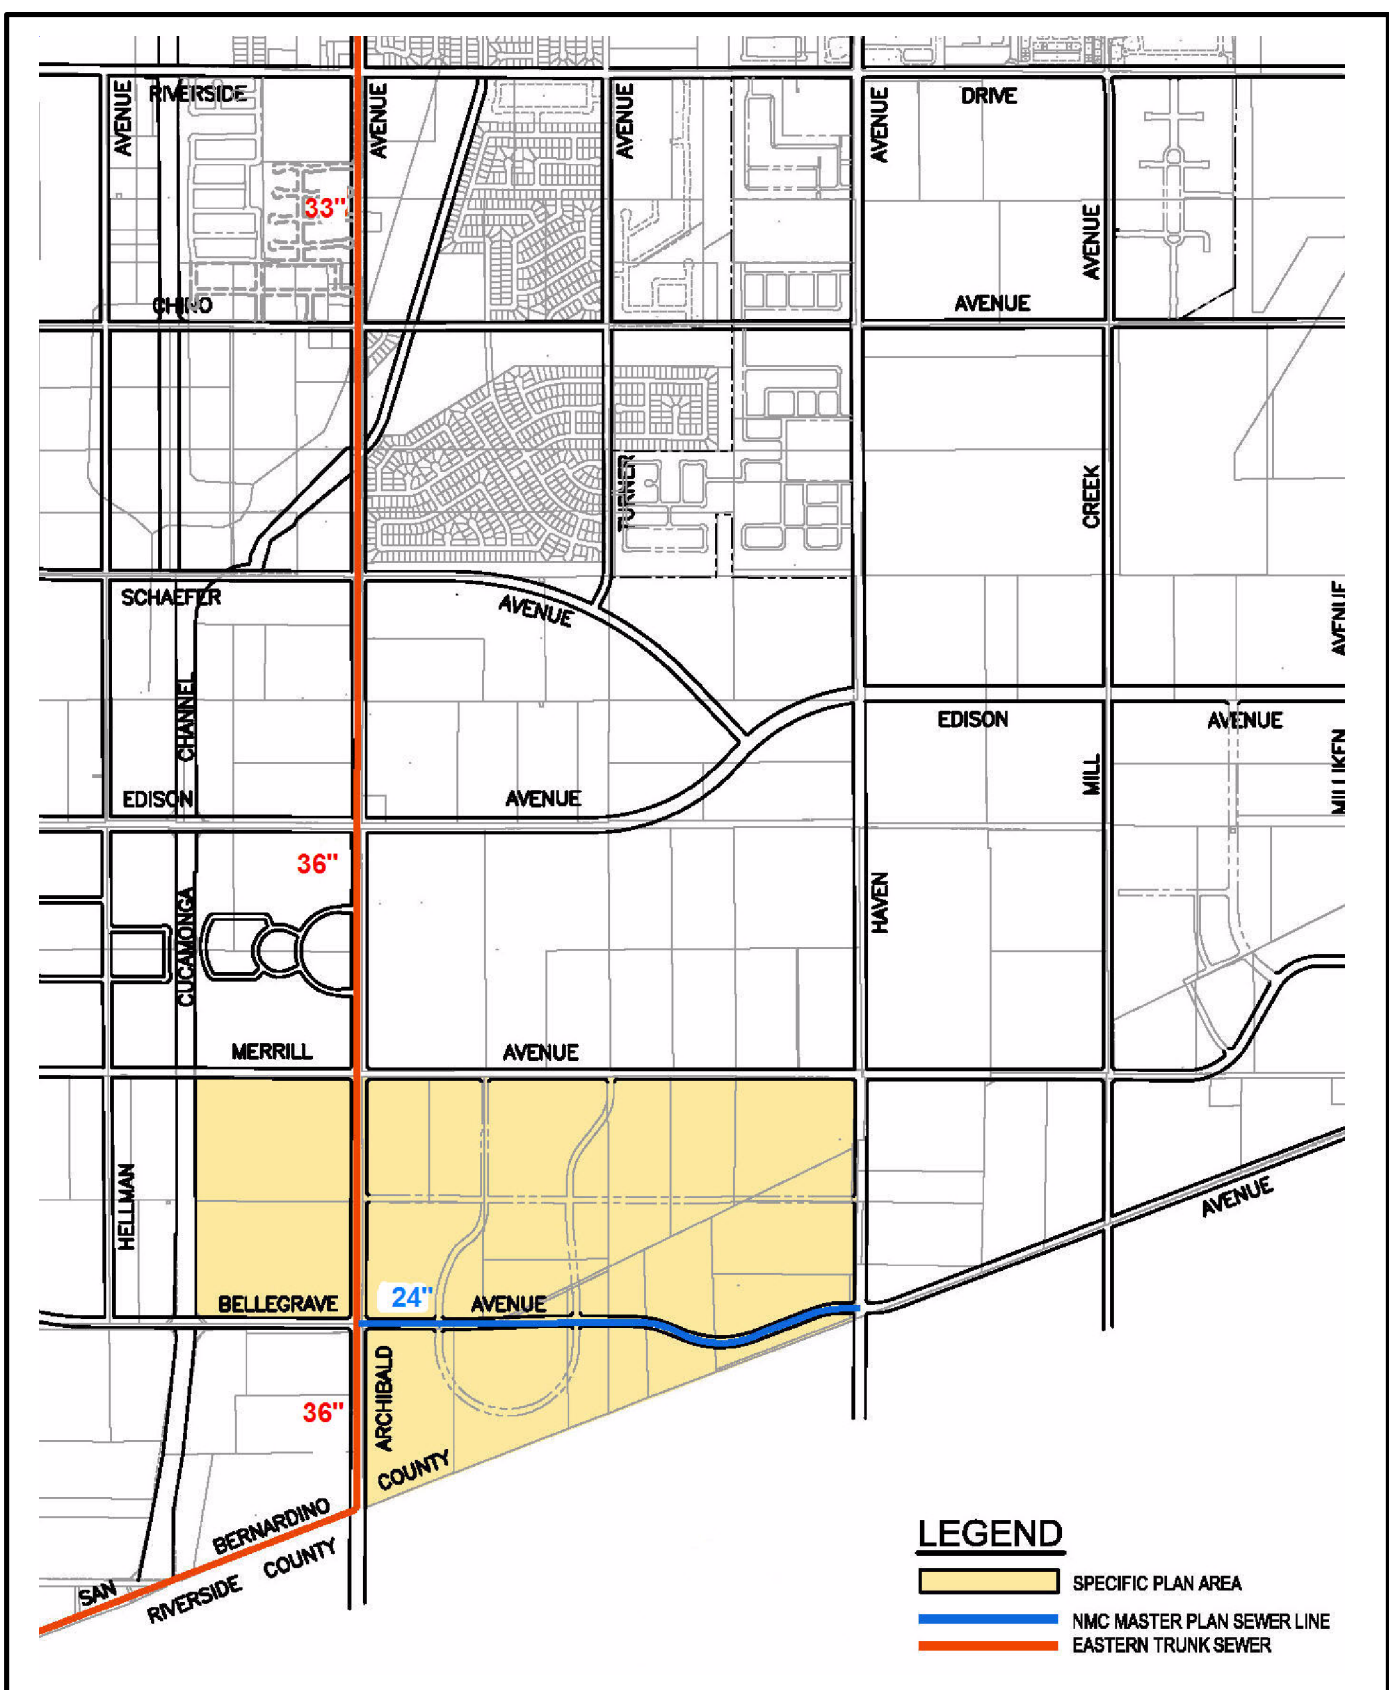 AVENUE
RIVERSIDE
AVENUE
AVENUE
AVENUE
DRIVE
33"
AVENUE
CHINO
AVENUE
TURNER
CREEK
SCHAEFER
AVENUE
AVENUE
CHANNEL
EDISON
AVENUE
MILL
MILLIKEN
EDISON
AVENUE
36"
HAVEN
CUCAMONGA
MERRILL
AVENUE
HELLMAN
AVENUE
BELLEGRAVE
24"
AVENUE
ARCHIBALD
36"
COUNTY
SAN BERNARDINO
RIVERSIDE COUNTY
LEGEND
SPECIFIC PLAN AREA
NMC MASTER PLAN SEWER LINE
EASTERN TRUNK SEWER